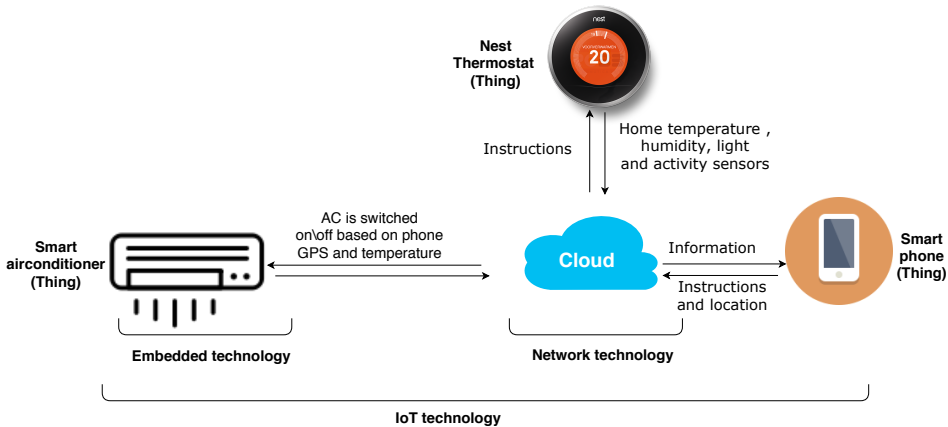 Nest
Thermostat
(Thing)
nest
20
Instructions
Home temperature ,
humidity, light
and activity sensors
AC is switched
on\off based on phone
GPS and temperature
Smart
airconditioner
(Thing)
Cloud
Information
Instructions
and location
Smart
phone
(Thing)
Embedded technology
Network technology
IoT technology